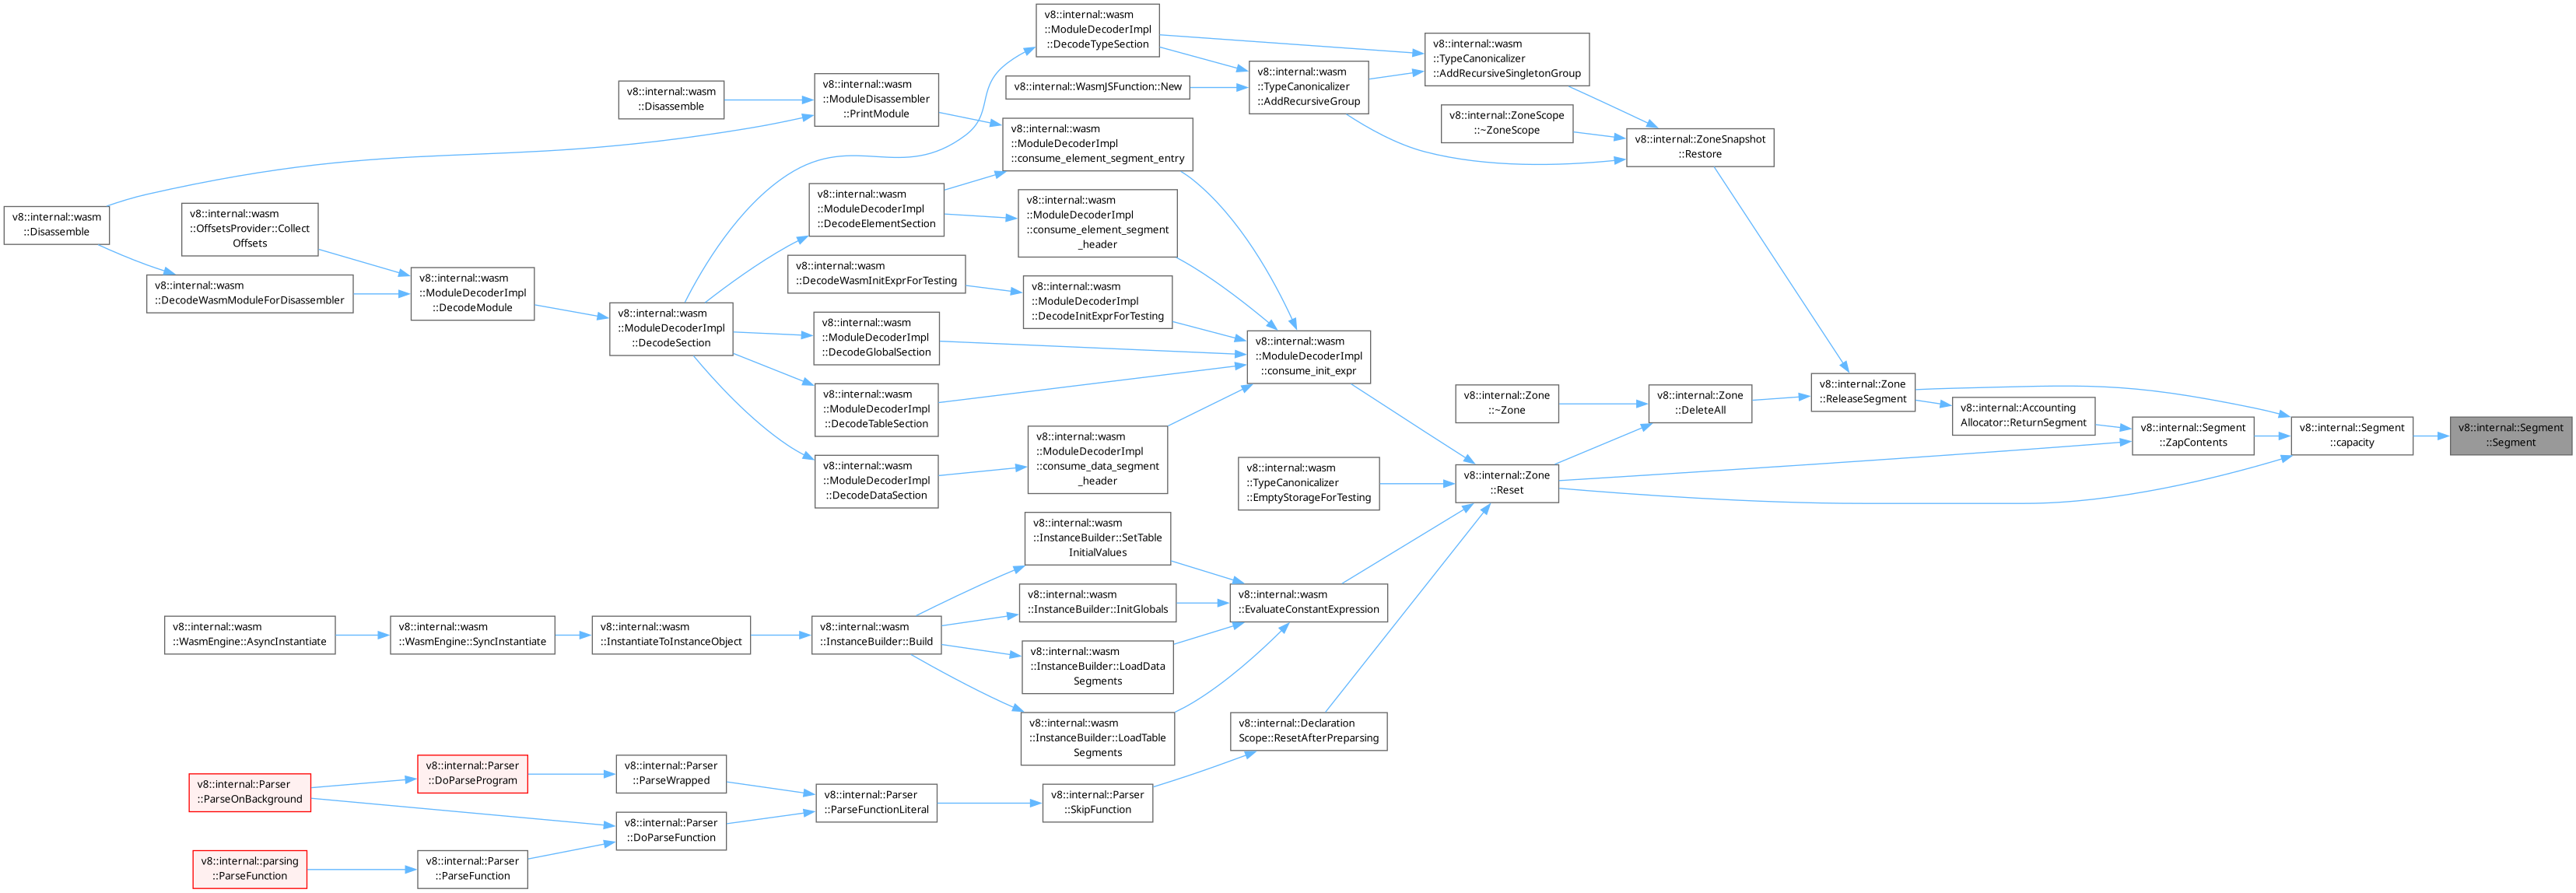 v8::internal::wasm
::ModuleDecoderImpl
::DecodeTypeSection
v8::internal::wasm
::TypeCanonicalizer
::AddRecursiveSingletonGroup
v8::internal::wasm
::Disassemble
v8::internal::wasm
::ModuleDisassembler
::PrintModule
v8::internal::WasmJSFunction::New
v8::internal::wasm
::TypeCanonicalizer
::AddRecursiveGroup
v8::internal::ZoneScope
::~ZoneScope
v8::internal::ZoneSnapshot
::Restore
v8::internal::wasm
::ModuleDecoderImpl
::consume_element_segment_entry
v8::internal::wasm
::Disassemble
v8::internal::wasm
::OffsetsProvider::Collect
Offsets
v8::internal::wasm
::ModuleDecoderImpl
::DecodeElementSection
v8::internal::wasm
::ModuleDecoderImpl
::consume_element_segment
_header
v8::internal::wasm
::DecodeWasmModuleForDisassembler
v8::internal::wasm
::ModuleDecoderImpl
::DecodeModule
v8::internal::wasm
::DecodeWasmInitExprForTesting
v8::internal::wasm
::ModuleDecoderImpl
::DecodeInitExprForTesting
v8::internal::wasm
::ModuleDecoderImpl
::DecodeSection
v8::internal::wasm
::ModuleDecoderImpl
::DecodeGlobalSection
v8::internal::wasm
::ModuleDecoderImpl
::consume_init_expr
v8::internal::wasm
::ModuleDecoderImpl
::DecodeTableSection
v8::internal::Zone
::~Zone
v8::internal::Zone
::DeleteAll
v8::internal::Zone
::ReleaseSegment
v8::internal::Accounting
Allocator::ReturnSegment
v8::internal::Segment
::ZapContents
v8::internal::Segment
::capacity
v8::internal::Segment
::Segment
v8::internal::wasm
::ModuleDecoderImpl
::DecodeDataSection
v8::internal::wasm
::ModuleDecoderImpl
::consume_data_segment
_header
v8::internal::wasm
::TypeCanonicalizer
::EmptyStorageForTesting
v8::internal::Zone
::Reset
v8::internal::wasm
::InstanceBuilder::SetTable
InitialValues
v8::internal::wasm
::InstanceBuilder::InitGlobals
v8::internal::wasm
::EvaluateConstantExpression
v8::internal::wasm
::WasmEngine::AsyncInstantiate
v8::internal::wasm
::WasmEngine::SyncInstantiate
v8::internal::wasm
::InstantiateToInstanceObject
v8::internal::wasm
::InstanceBuilder::Build
v8::internal::wasm
::InstanceBuilder::LoadData
Segments
v8::internal::wasm
::InstanceBuilder::LoadTable
Segments
v8::internal::Declaration
Scope::ResetAfterPreparsing
v8::internal::Parser
::ParseOnBackground
v8::internal::Parser
::DoParseProgram
v8::internal::Parser
::ParseWrapped
v8::internal::Parser
::ParseFunctionLiteral
v8::internal::Parser
::SkipFunction
v8::internal::Parser
::DoParseFunction
v8::internal::parsing
::ParseFunction
v8::internal::Parser
::ParseFunction